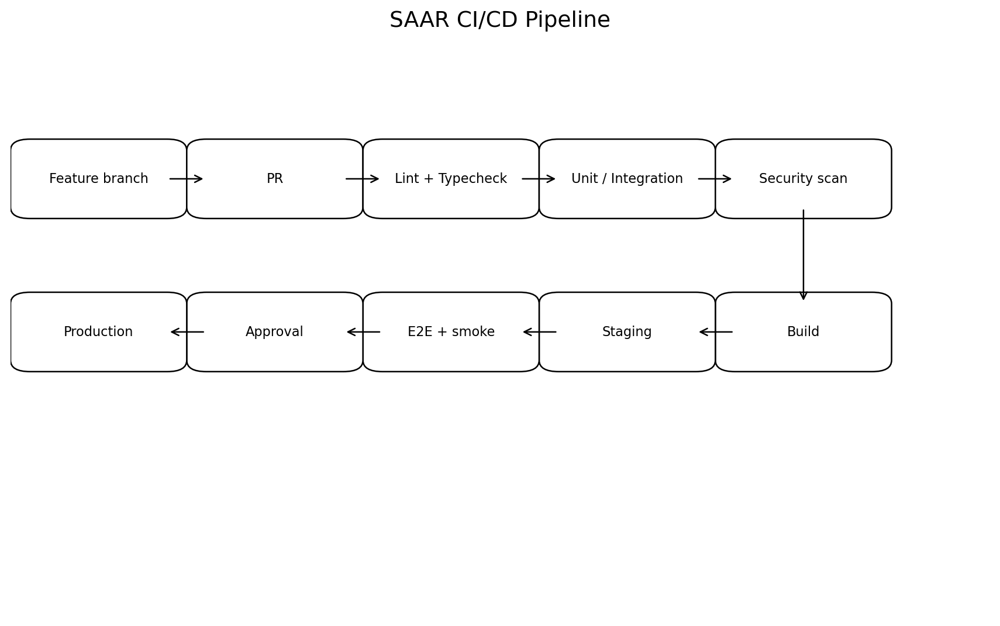 SAAR CI/CD Pipeline
Feature branch
PR
Lint + Typecheck
Unit / Integration
Security scan
Production
Approval
E2E + smoke
Staging
Build